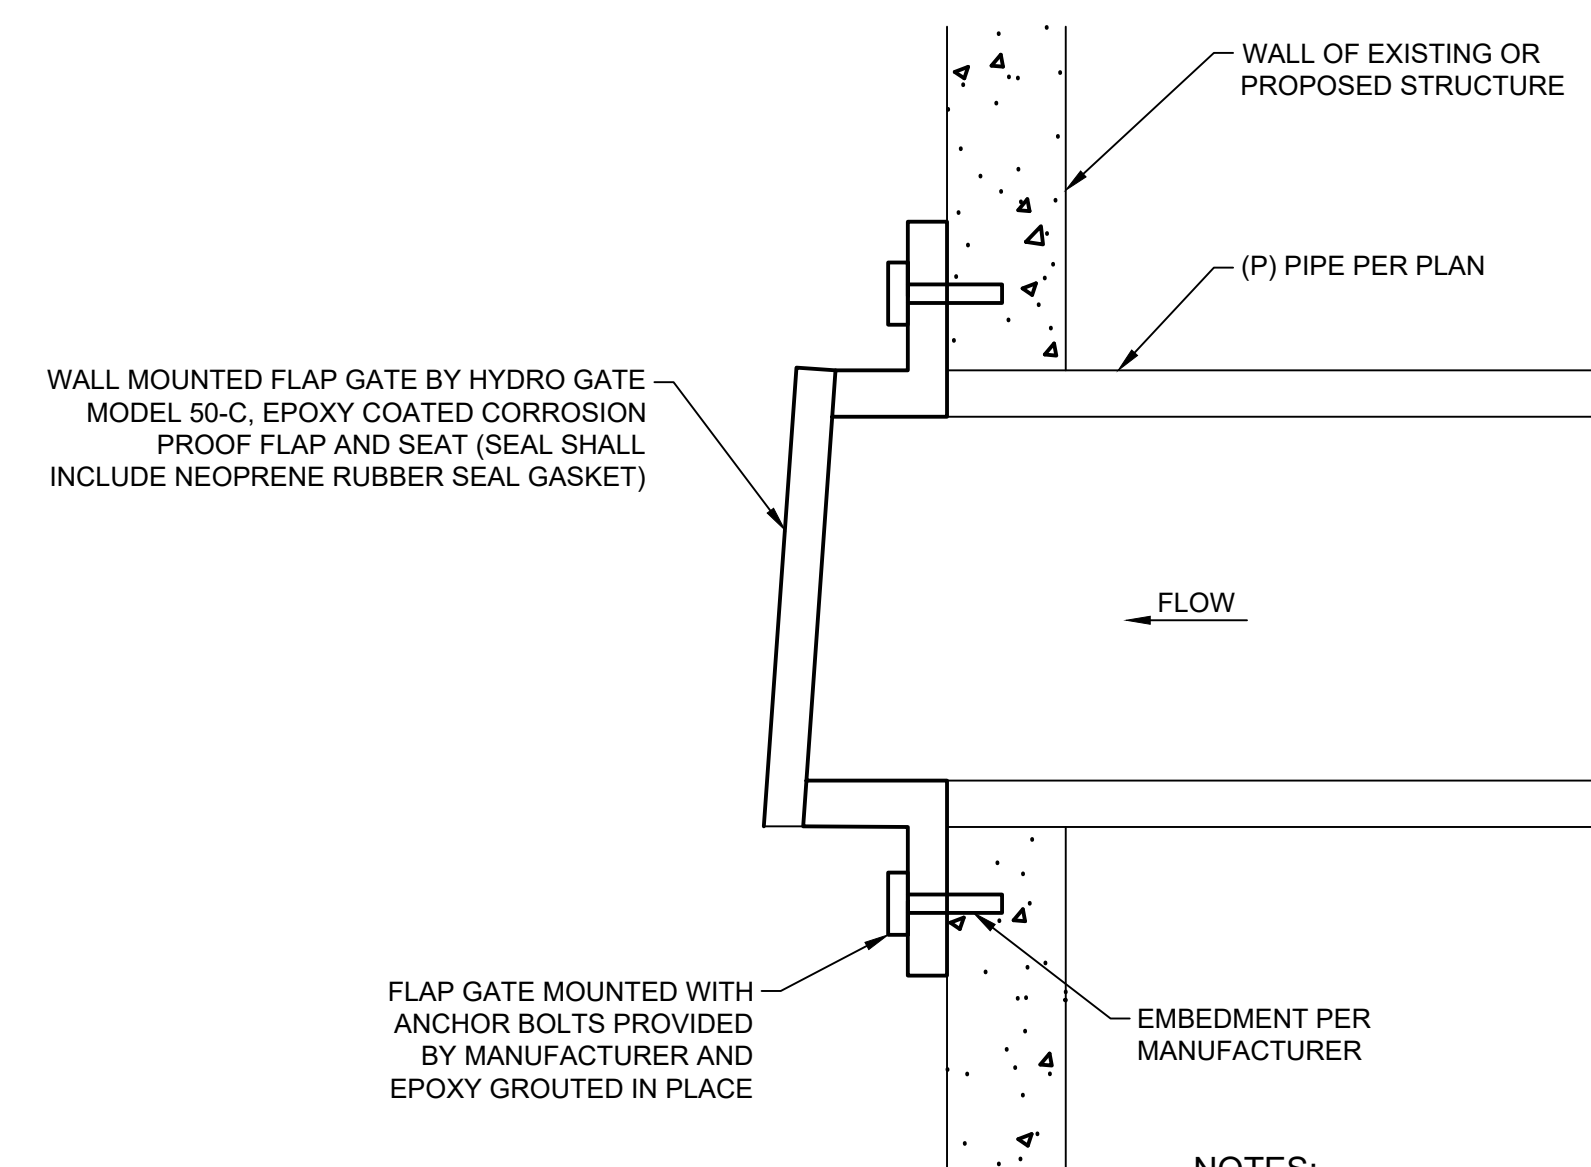 WALL OF EXISTING OR
PROPOSED STRUCTURE
(P) PIPE PER PLAN
WALL MOUNTED FLAP GATE BY HYDRO GATE
MODEL 50-C, EPOXY COATED CORROSION
PROOF FLAP AND SEAT (SEAL SHALL
INCLUDE NEOPRENE RUBBER SEAL GASKET)
FLOW
FLAP GATE MOUNTED WITH
ANCHOR BOLTS PROVIDED
BY MANUFACTURER AND
EPOXY GROUTED IN PLACE
EMBEDMENT PER
MANUFACTURER
NOTES: